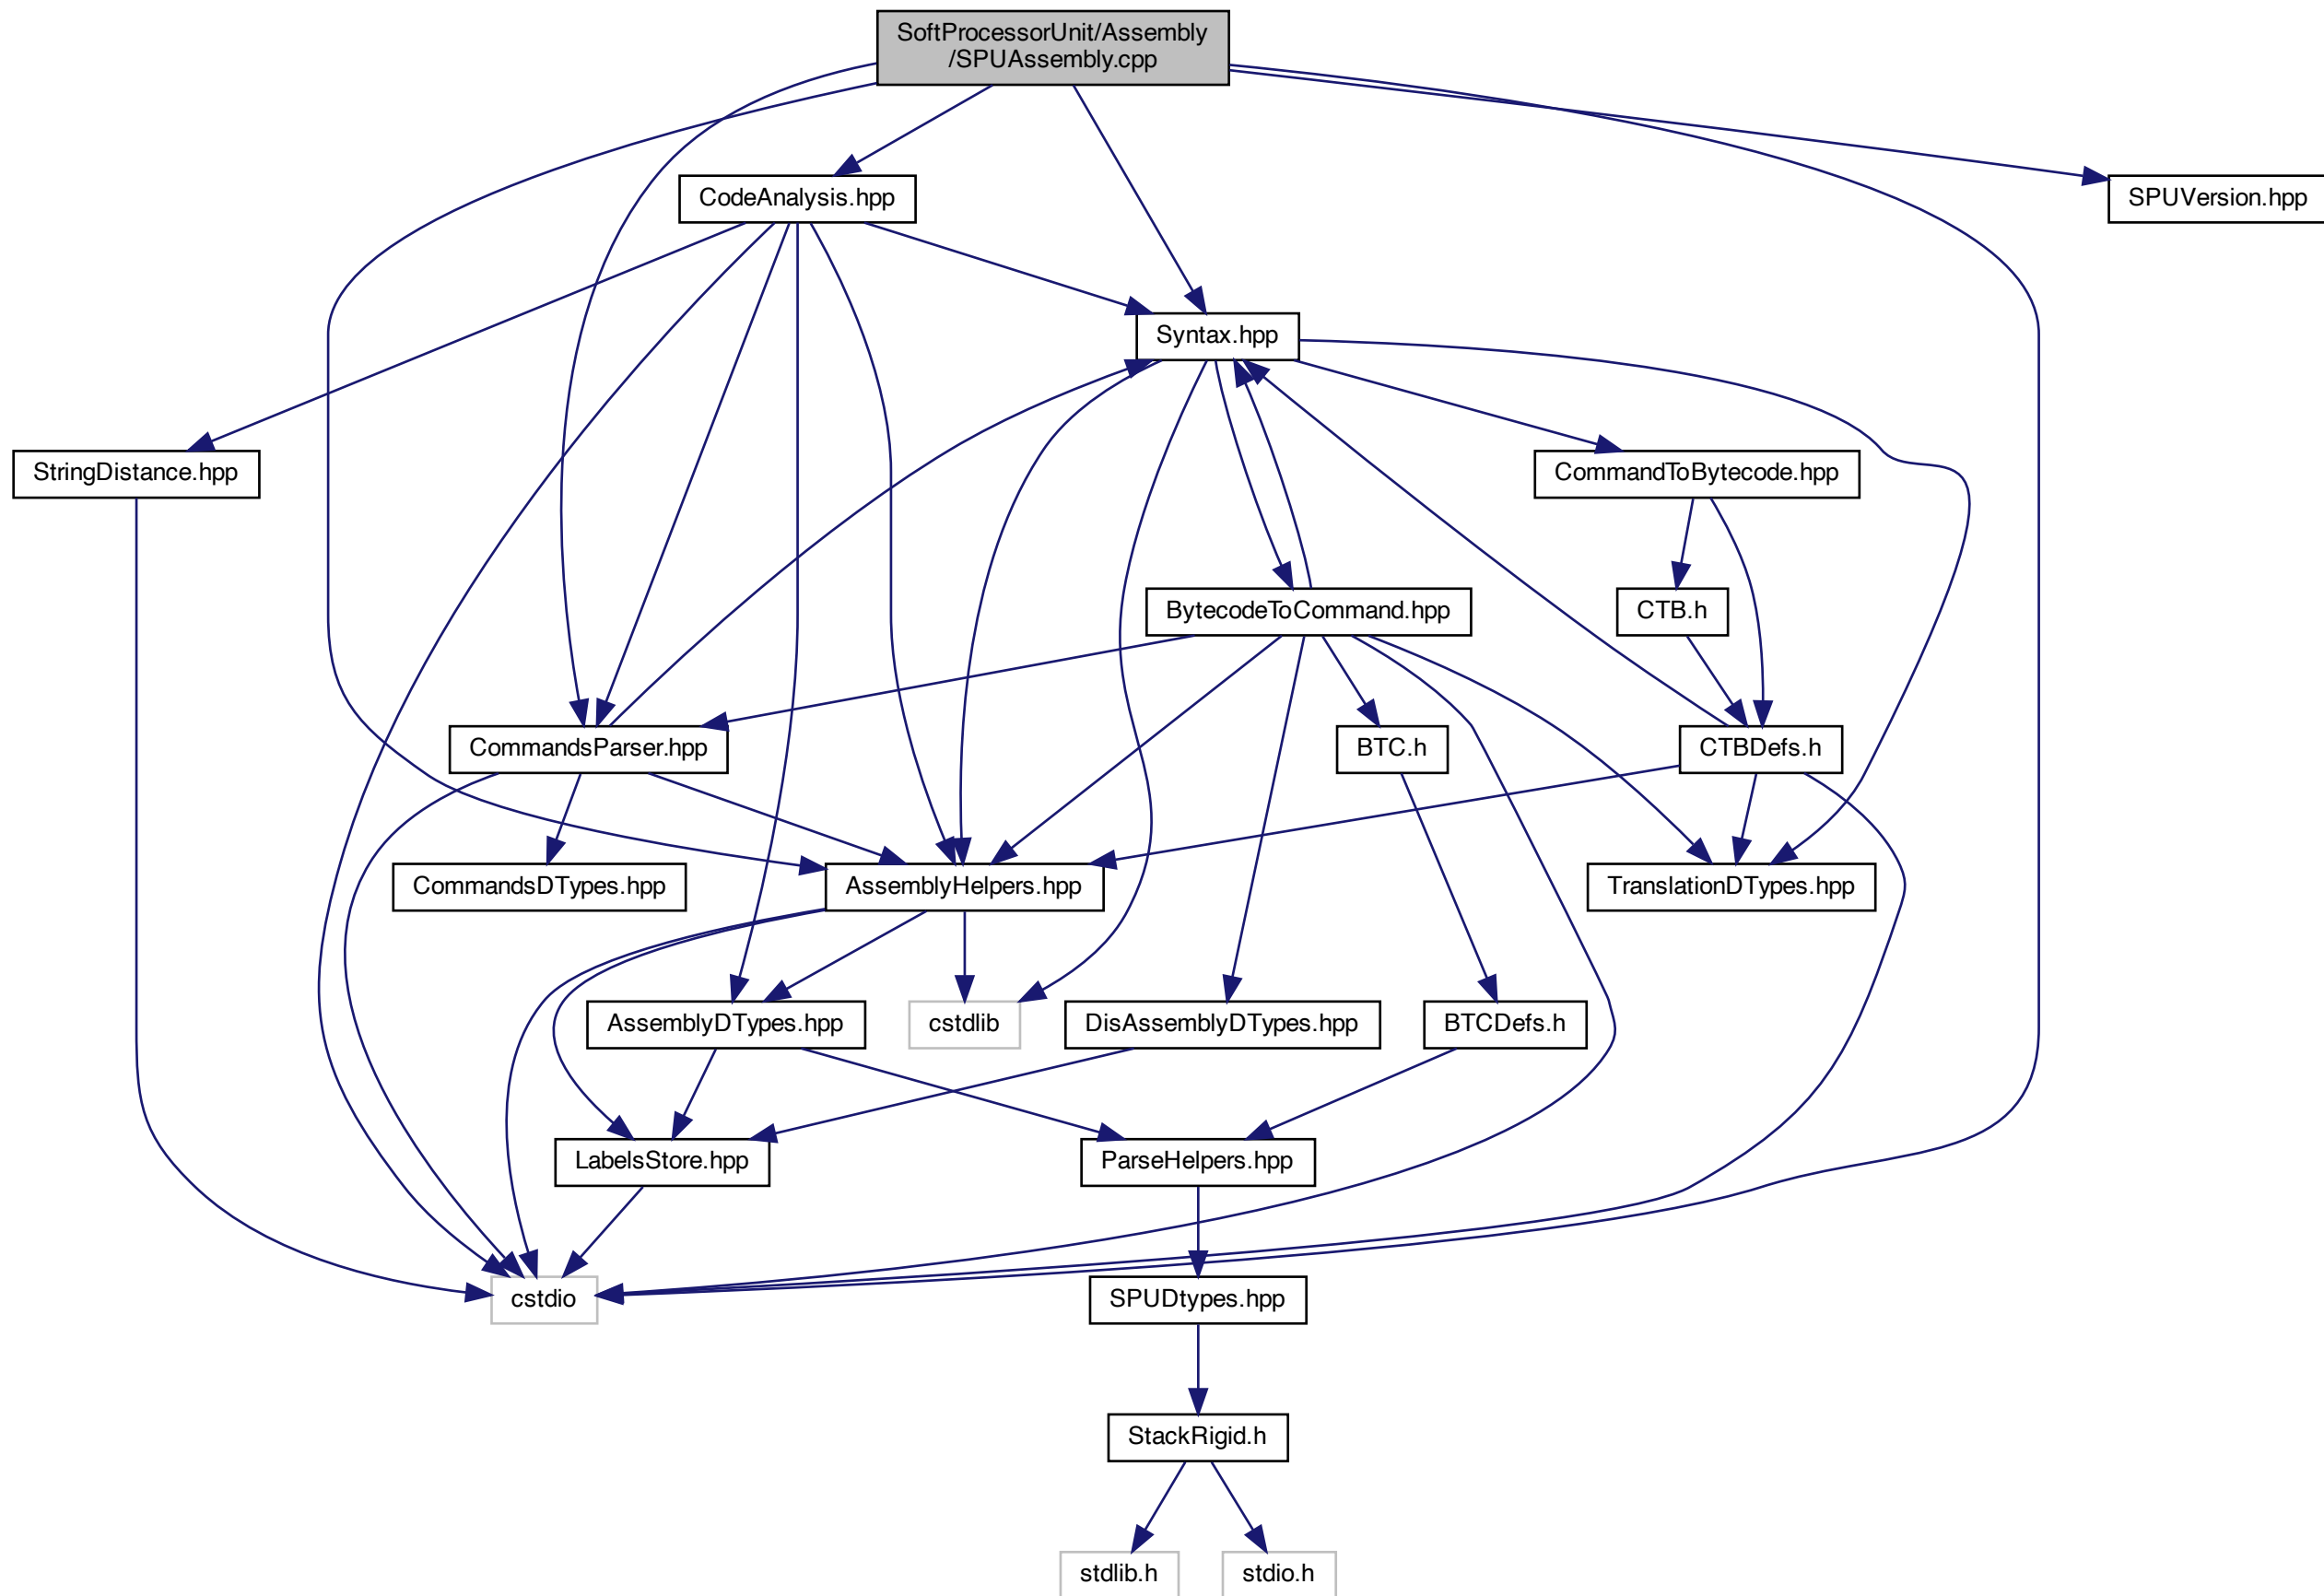 SoftProcessorUnit/Assembly
/SPUAssembly.cpp
CodeAnalysis.hpp
SPUVersion.hpp
Syntax.hpp
StringDistance.hpp
CommandToBytecode.hpp
BytecodeToCommand.hpp
CTB.h
CommandsParser.hpp
BTC.h
CTBDefs.h
CommandsDTypes.hpp
AssemblyHelpers.hpp
TranslationDTypes.hpp
AssemblyDTypes.hpp
cstdlib
DisAssemblyDTypes.hpp
BTCDefs.h
LabelsStore.hpp
ParseHelpers.hpp
cstdio
SPUDtypes.hpp
StackRigid.h
stdlib.h
stdio.h